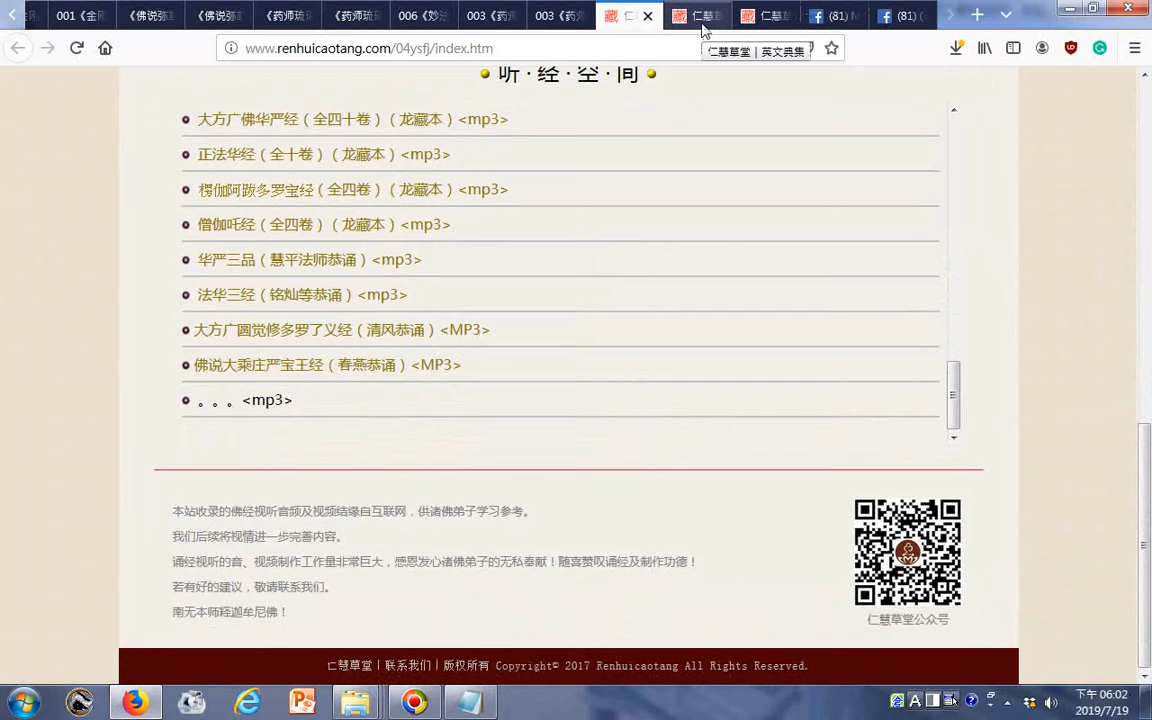 001《金刚
《佛说弥勒
《佛说弥勒
《药师琉璃
《药师琉璃
006《妙法
003《药师
003《药师
仁
仁慧草
仁慧草
(81)
(81)
www.renhuicaotang.com/04ysfj/index.htm
仁慧草堂 | 英文典集
听·经·空·间
大方广佛华严经（全四十卷）（龙藏本）<mp3>
正法华经（全十卷）（龙藏本）<mp3>
楞伽阿跋多罗宝经（全四卷）（龙藏本）<mp3>
僧伽吒经（全四卷）（龙藏本）<mp3>
华严三品（慧平法师恭诵）<mp3>
法华三经（铭灿等恭诵）<mp3>
大方广圆觉修多罗了义经（清风恭诵）<MP3>
佛说大乘庄严宝王经（春燕恭诵）<MP3>
。。。<mp3>
本站收录的佛经视听音频及视频结缘自互联网，供诸佛弟子学习参考。
我们后续将视情进一步完善内容。
诵经视听的音、视频制作工作量非常巨大，感恩发心诸佛弟子的无私奉献！随喜赞叹诵经及制作功德！
若有好的建议，敬请联系我们。
南无本师释迦牟尼佛！
仁慧草堂公众号
仁慧草堂 | 联系我们 | 版权所有 Copyright© 2017 Renhuicaotang All Rights Reserved.
下午 06:02
2019/7/19